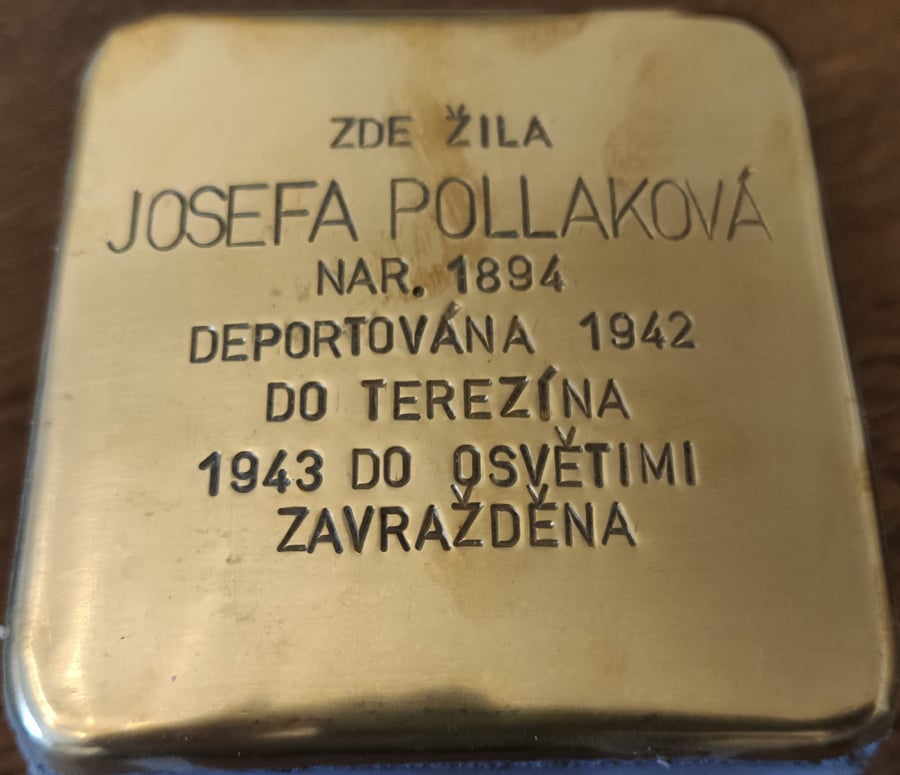 ZDE ŽILA
JOSEFA POLLAKOVÁ
NAR. 1894
DEPORTOVÁNA 1942
DO TEREZÍNA
1943 DO OSVĚTIMI
ZAVRAŽDĚNA